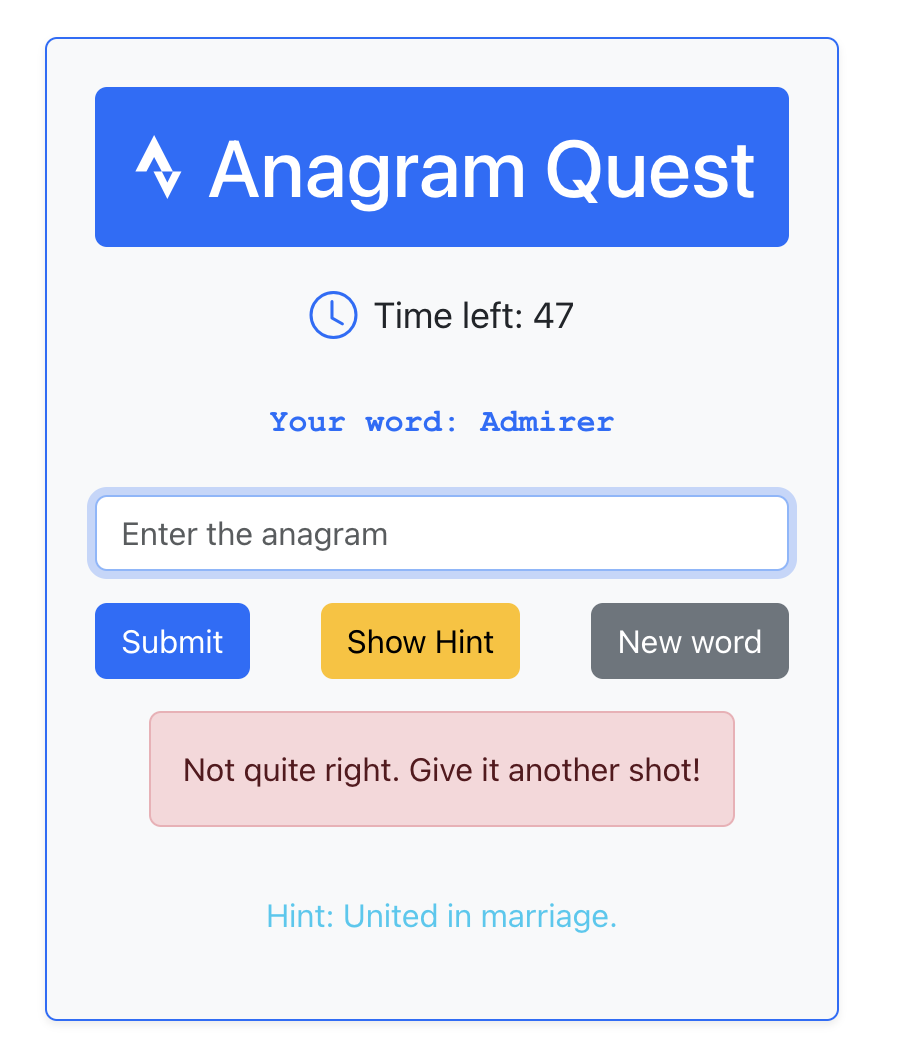 Anagram Quest
Time left: 47
Your word: Admirer
Enter the anagram
Submit
Show Hint
New word
Not quite right. Give it another shot!
Hint: United in marriage.